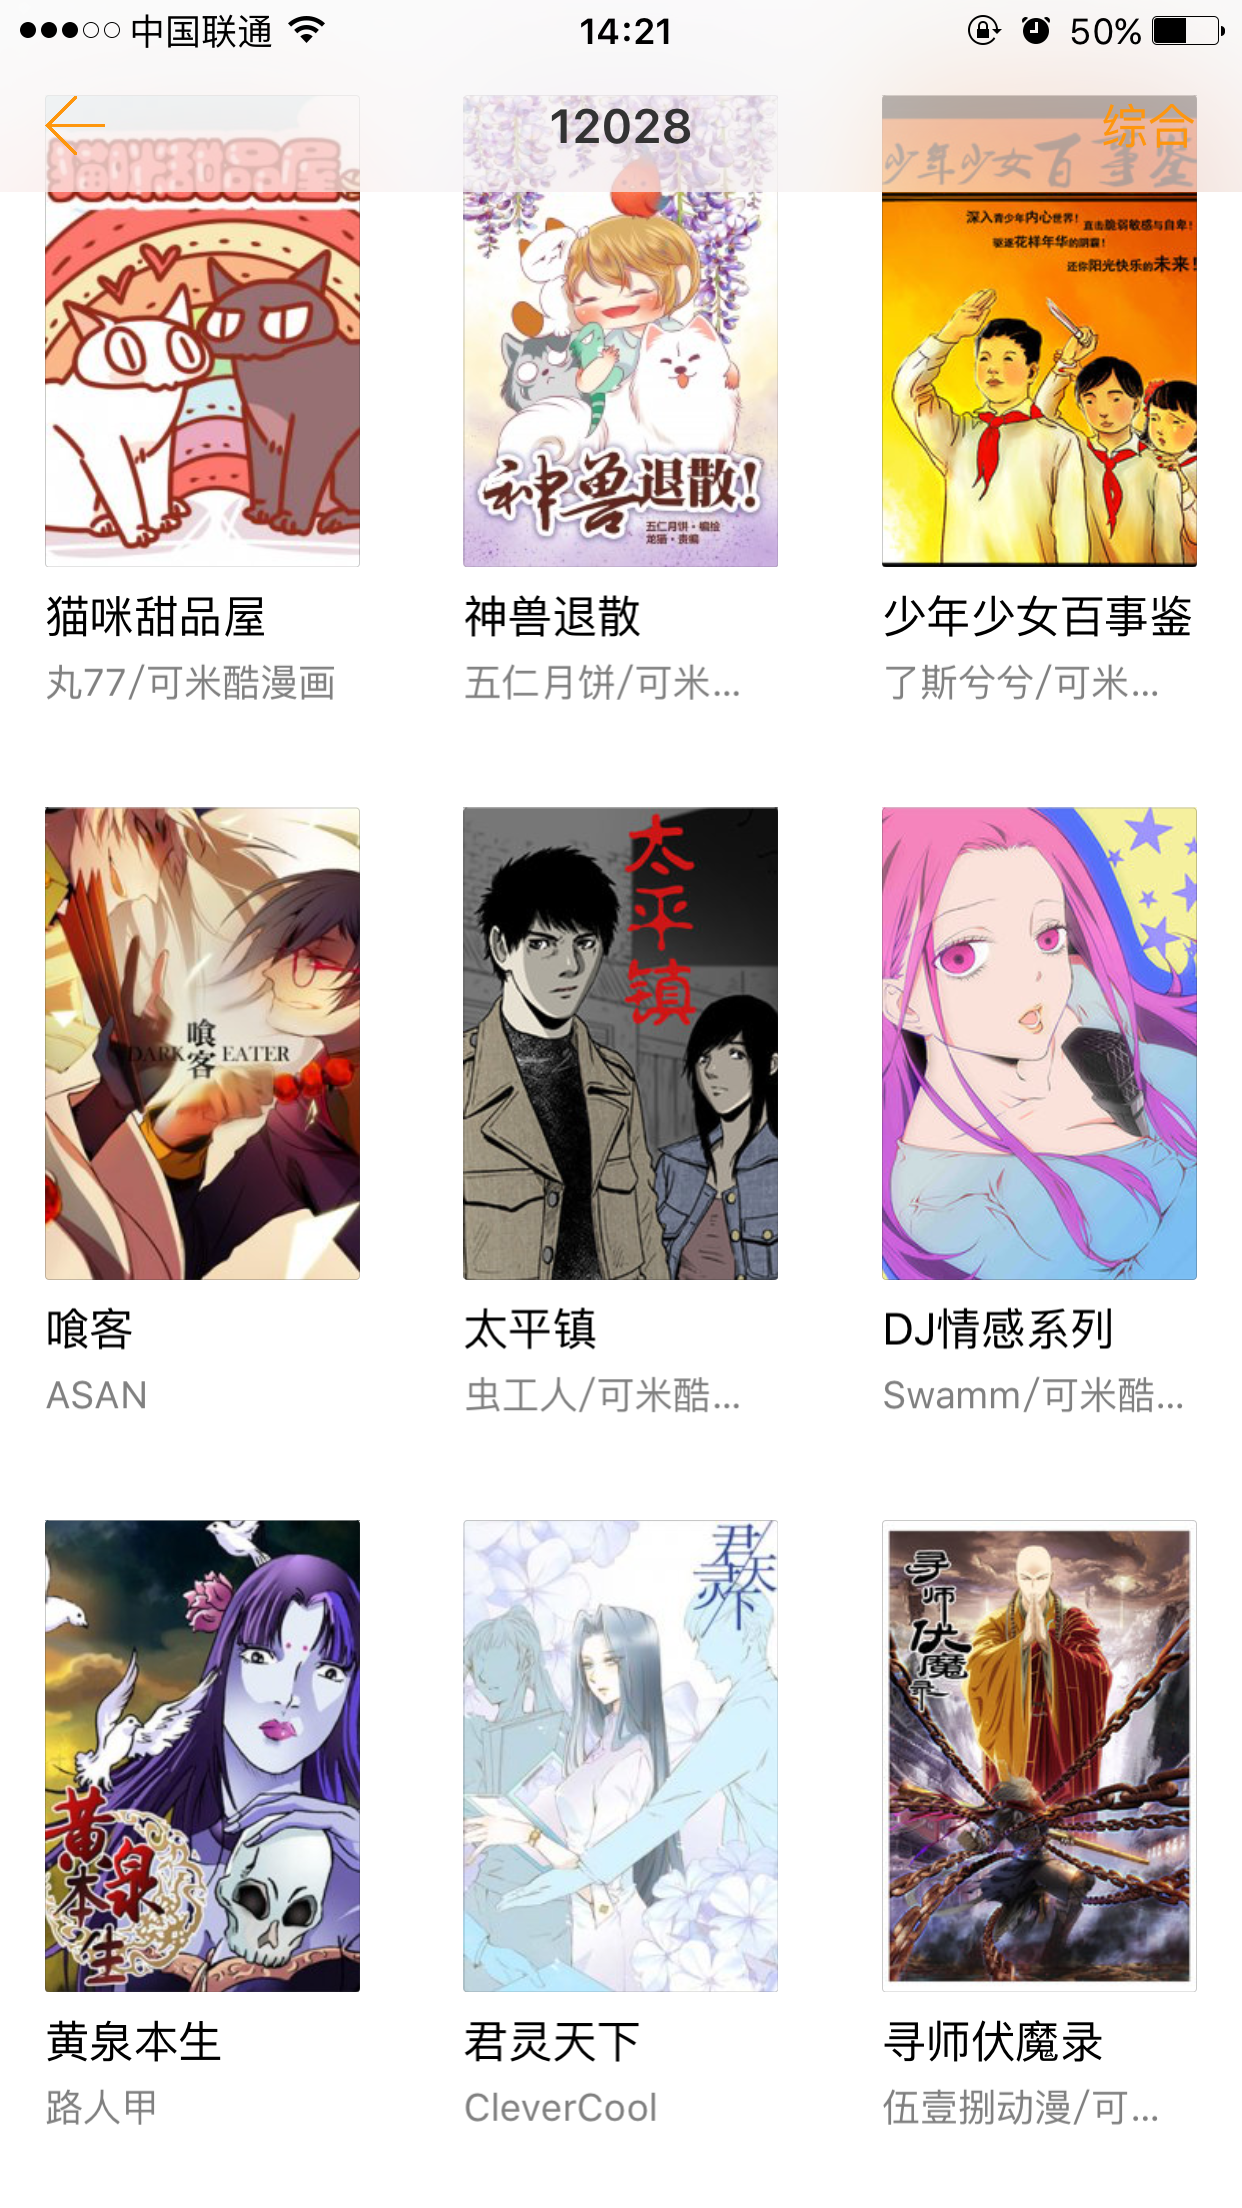 中国联通 14:21 50%
12028 综合
猫咪甜品屋
少年少女百事鉴
深入青少年内心世界!
直击脆弱敏感与自卑!
驱逐花样年华的阴霾!
还你阳光快乐的未来!
神兽退散!
五仁月饼·编绘
龙猫·责编
猫咪甜品屋 神兽退散 少年少女百事鉴
丸77/可米酷漫画 五仁月饼/可米... 了斯兮兮/可米...
喰客
DARK EATER
太平镇
喰客 太平镇 DJ情感系列
ASAN 虫工人/可米酷... Swamm/可米酷...
黄泉本生
君灵天下
寻师伏魔录
黄泉本生 君灵天下 寻师伏魔录
路人甲 CleverCool 伍壹捌动漫/可...